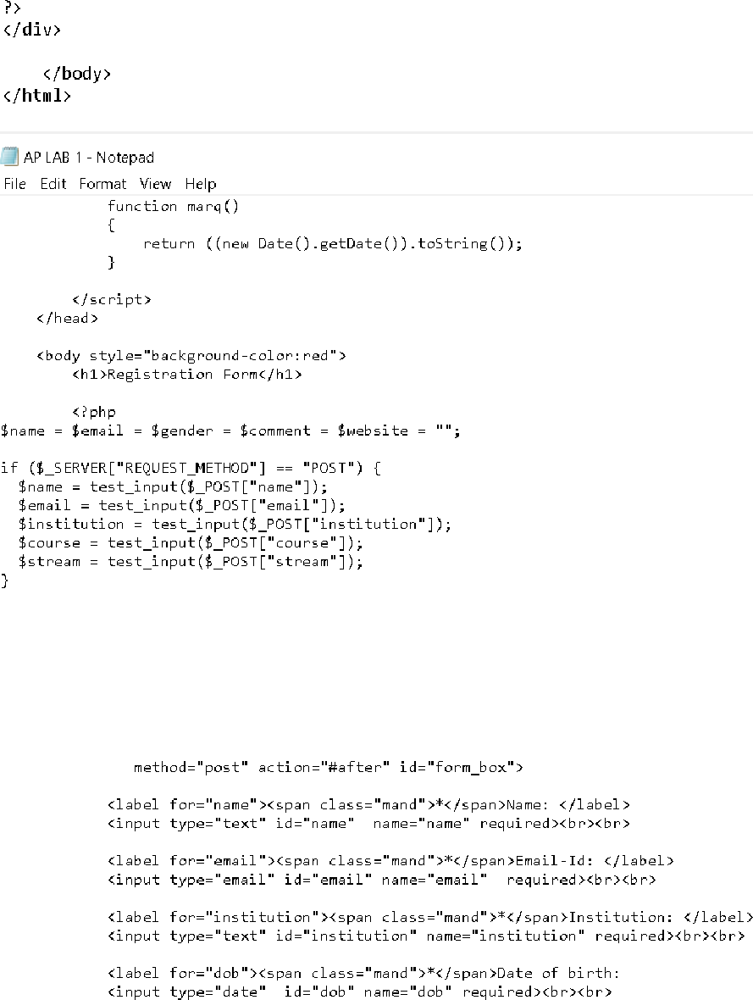 ?>
</div>
</body>
</html>
AP LAB 1 - Notepad
File Edit Format View Help
function marq()
{
return ((new Date().getDate()).toString());
}
</script>
</head>
<body style="background-color:red">
<h1>Registration Form</h1>
<?php
$name = $email = $gender = $comment = $website = "";
if ($_SERVER["REQUEST_METHOD"] == "POST") {
$name = test_input($_POST["name"]);
$email = test_input($_POST["email"]);
$institution = test_input($_POST["institution"]);
$course = test_input($_POST["course"]);
$stream = test_input($_POST["stream"]);
}
method="post" action="#after" id="form_box">
<label for="name"><span class="mand">*</span>Name: </label>
<input type="text" id="name"  name="name" required><br><br>
<label for="email"><span class="mand">*</span>Email-Id: </label>
<input type="email" id="email" name="email"  required><br><br>
<label for="institution"><span class="mand">*</span>Institution: </label>
<input type="text" id="institution" name="institution" required><br><br>
<label for="dob"><span class="mand">*</span>Date of birth:
<input type="date"  id="dob" name="dob" required><br><br>